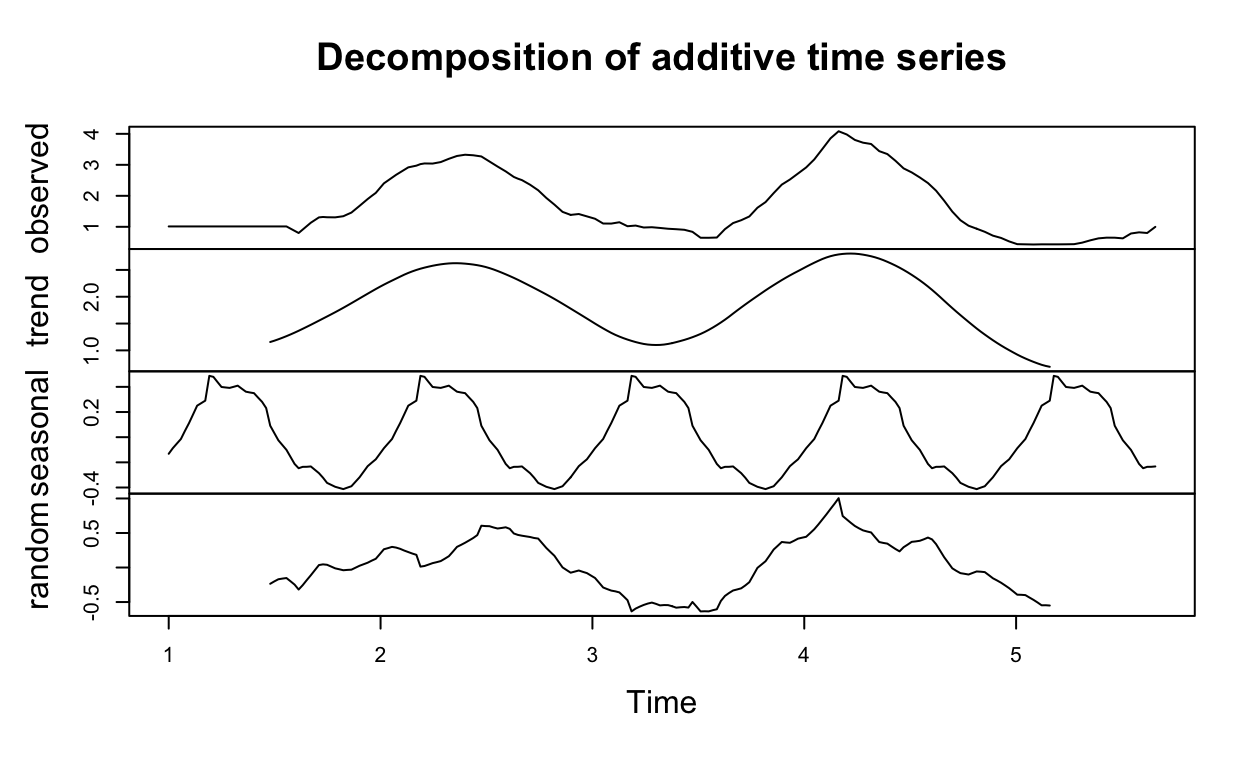 Decomposition of additive time series
observed
1 2 3 4
trend
1.0 2.0
seasonal
-0.4 0.2
random
-0.5 0.5
1 2 3 4 5
Time